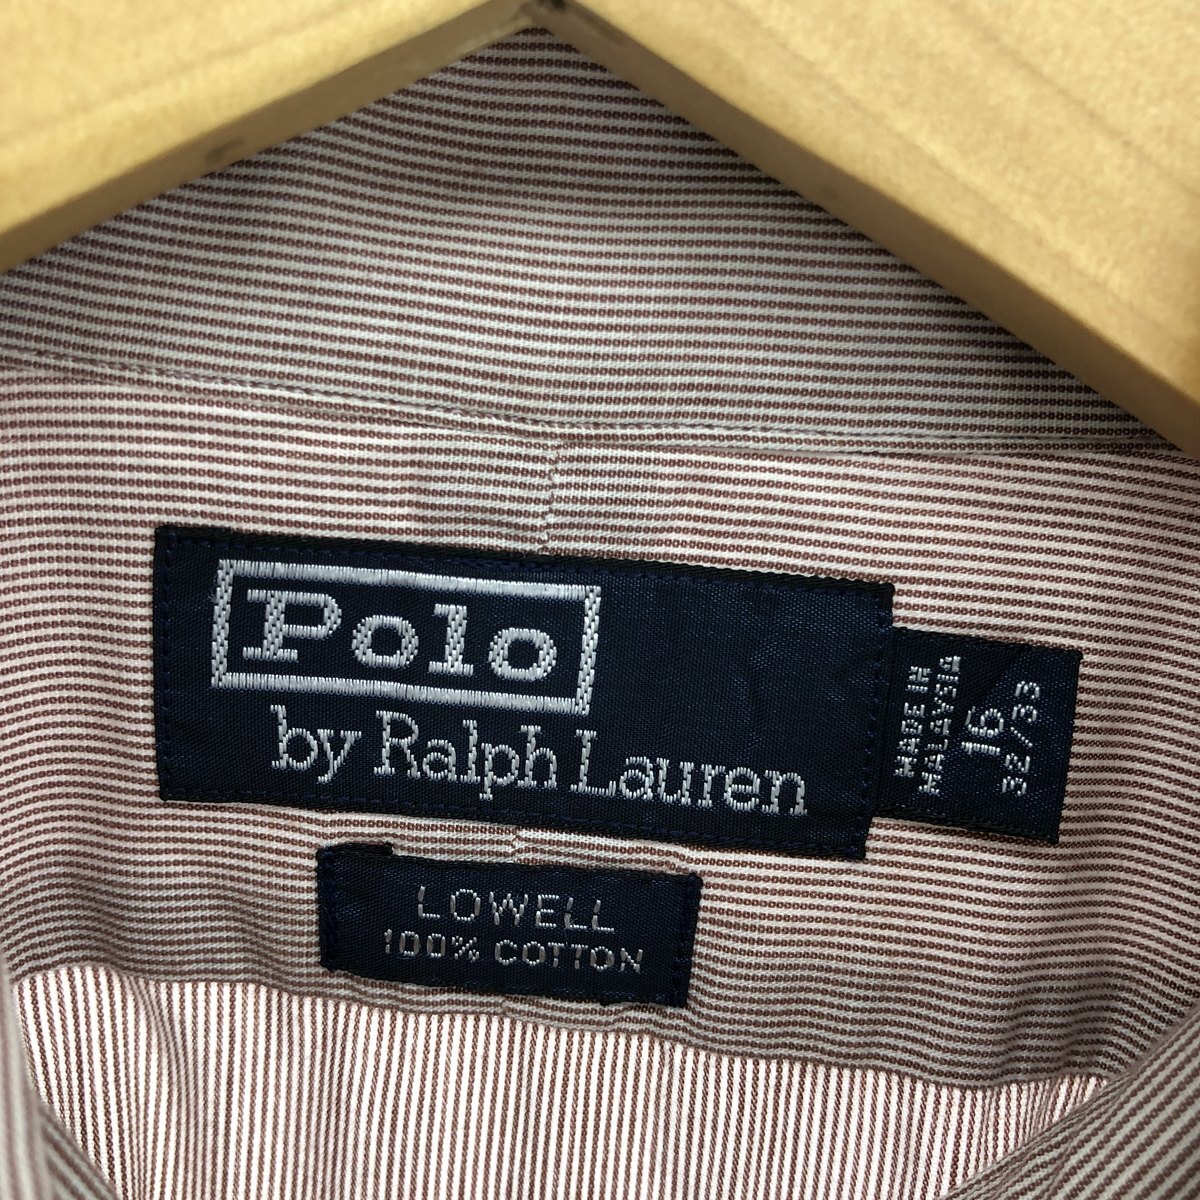 Polo
by Ralph Lauren
MADE IN
MALAYSIA
16
32/33
LOWELL
100% COTTON